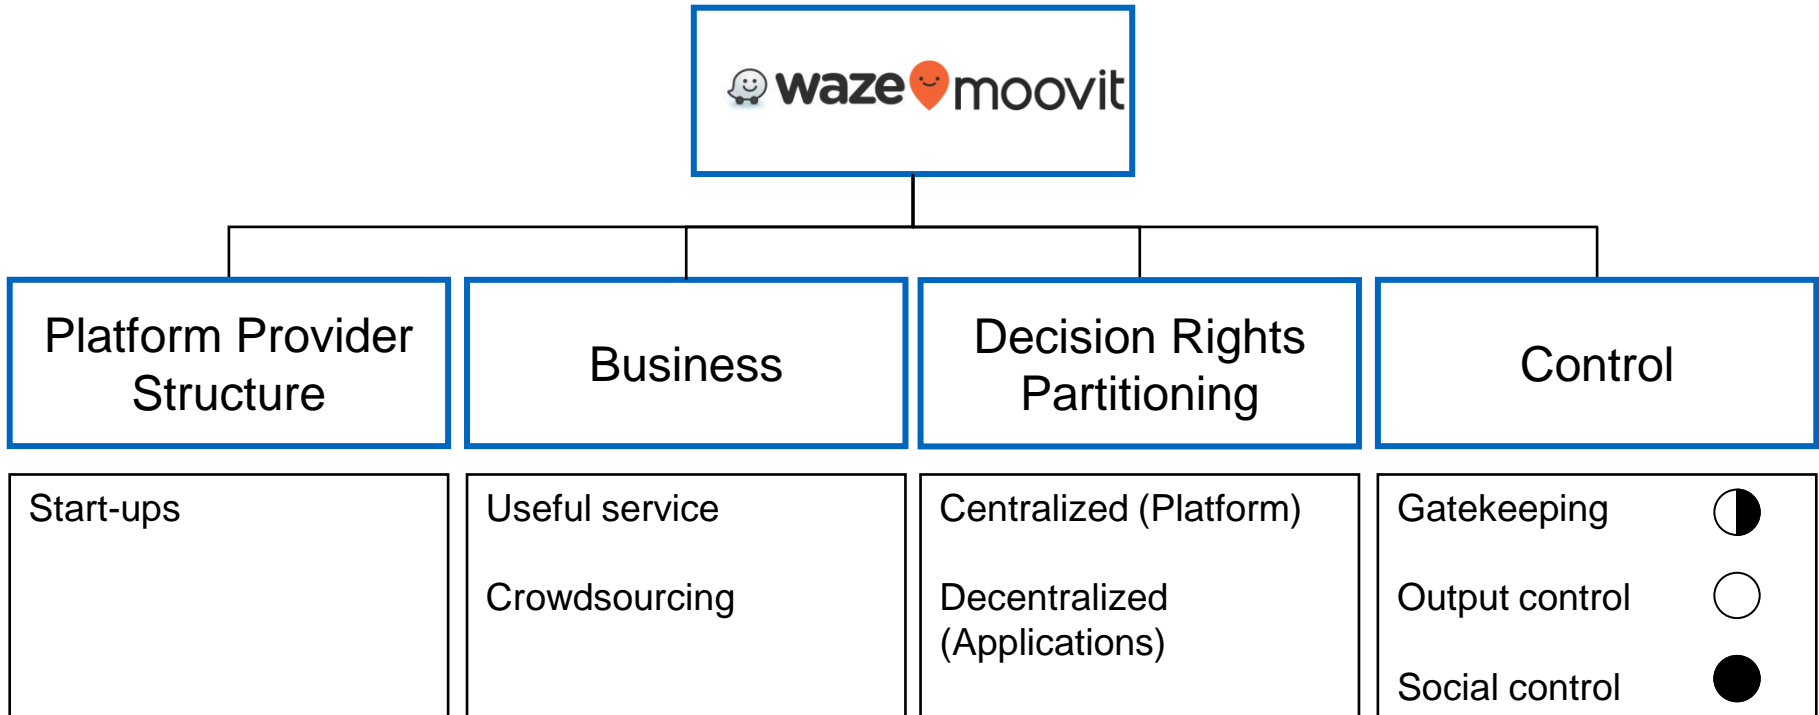 waze moovit
Platform Provider
Structure
Business
Decision Rights
Partitioning
Control
Start-ups
Useful service
Crowdsourcing
Centralized (Platform)
Decentralized
(Applications)
Gatekeeping
Output control
Social control